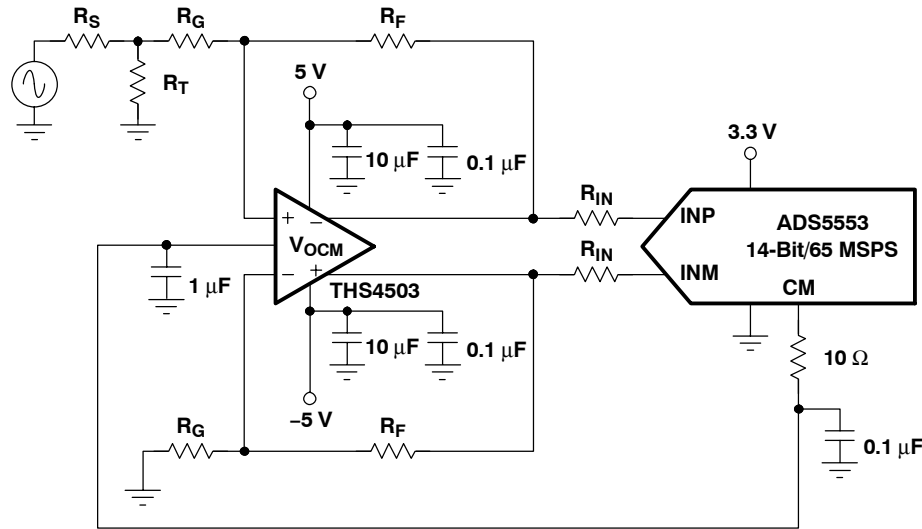 R_S
R_G
R_F
R_T
5 V
10 μF
0.1 μF
3.3 V
R_IN
+
−
V_OCM
INP
ADS5553
14-Bit/65 MSPS
R_IN
INM
−
+
CM
1 μF
THS4503
10 μF
0.1 μF
10 Ω
−5 V
R_G
R_F
0.1 μF